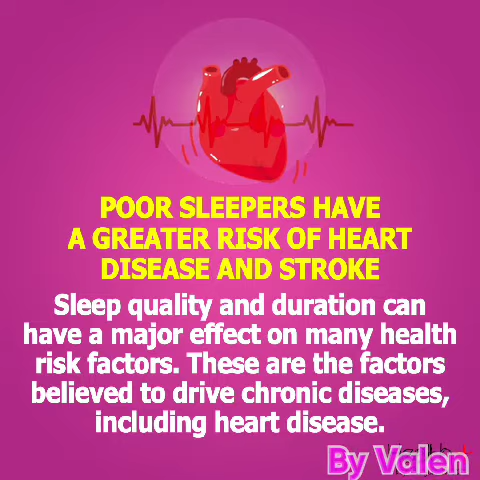 POOR SLEEPERS HAVE
A GREATER RISK OF HEART
DISEASE AND STROKE
Sleep quality and duration can
have a major effect on many health
risk factors. These are the factors
believed to drive chronic diseases,
including heart disease.
By Valen